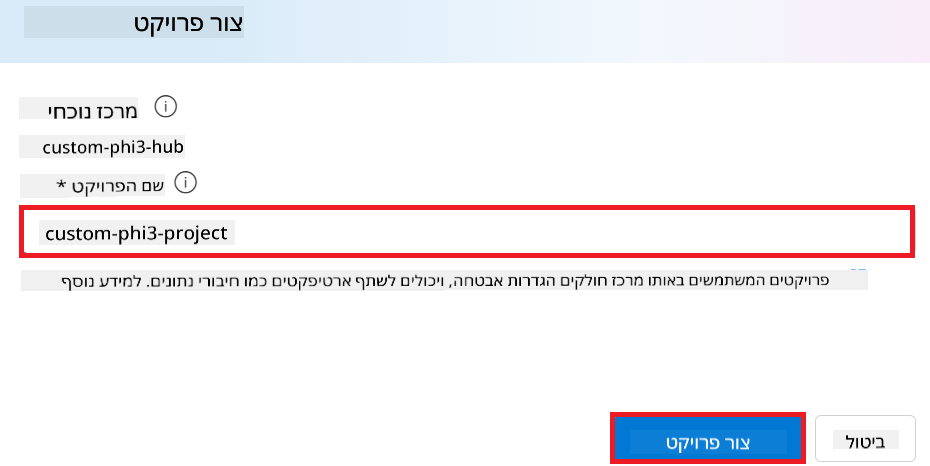 צור פרויקט
מרכז נוכחי
custom-phi3-hub
שם הפרויקט *
custom-phi3-project
פרויקטים המשתמשים באותו מרכז חולקים הגדרות אבטחה, ויכולים לשתף ארטיפקטים כמו חיבורי נתונים. למידע נוסף
צור פרויקט
ביטול